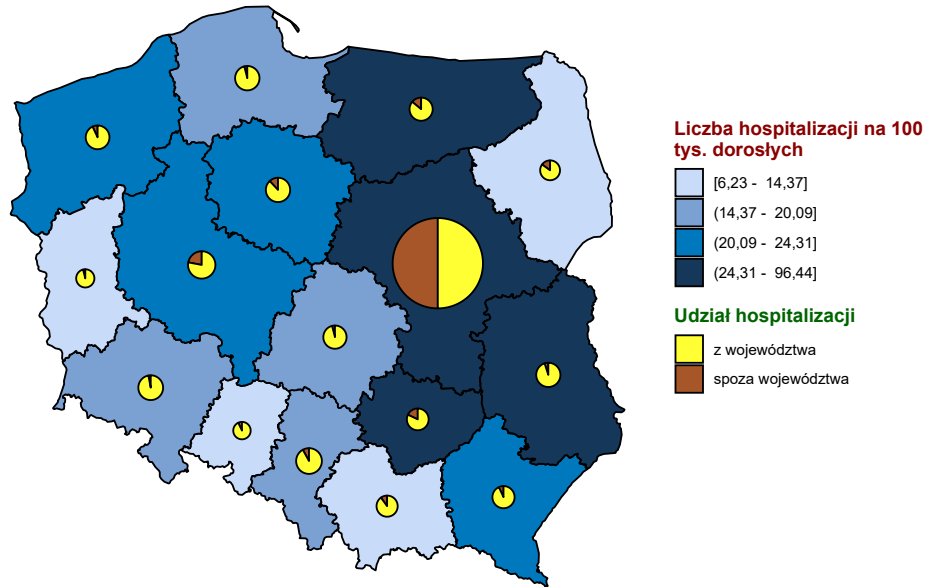 Liczba hospitalizacji na 100
tys. dorosłych
[6,23 - 14,37]
(14,37 - 20,09]
(20,09 - 24,31]
(24,31 - 96,44]
Udział hospitalizacji
z województwa
spoza województwa